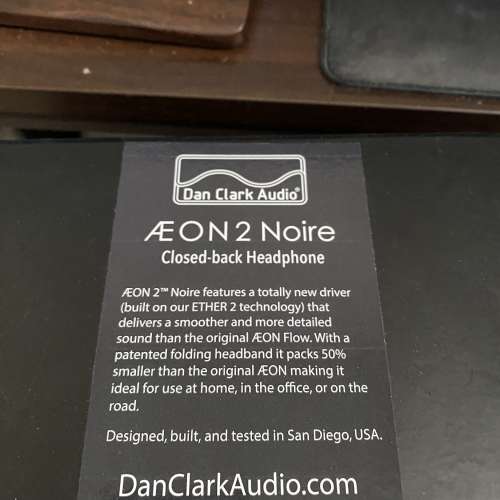 Dan Clark Audio®
ÆON 2 Noire
Closed-back Headphone
ÆON 2™ Noire features a totally new driver
(built on our ETHER 2 technology) that
delivers a smoother and more detailed
sound than the original ÆON Flow. With a
patented folding headband it packs 50%
smaller than the original ÆON making it
ideal for use at home, in the office, or on the
road.
Designed, built, and tested in San Diego, USA.
DanClarkAudio.com